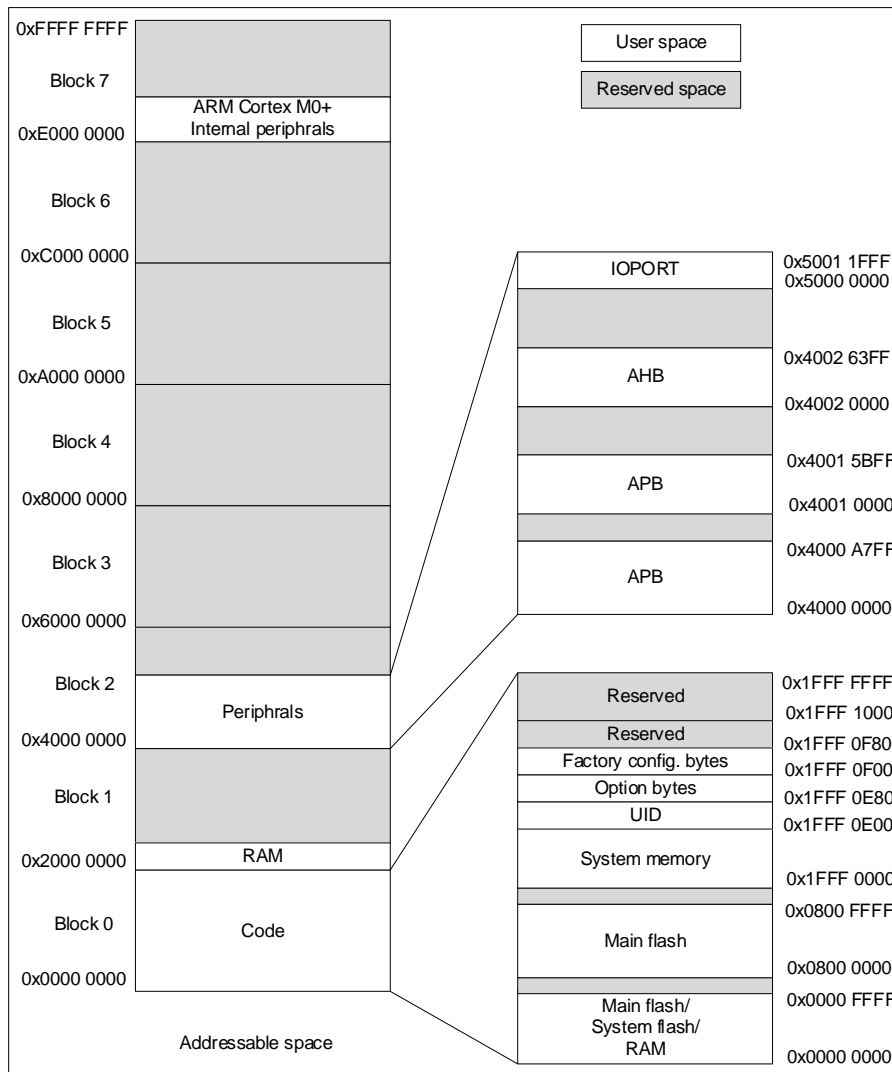 0xFFFF FFFF
Block 7
ARM Cortex M0+
Internal periphrals
0xE000 0000
Block 6
0xC000 0000
Block 5
0xA000 0000
Block 4
0x8000 0000
Block 3
0x6000 0000
Block 2
Periphrals
0x4000 0000
Block 1
0x2000 0000
RAM
Block 0
Code
0x0000 0000
Addressable space
User space
Reserved space
IOPORT
0x5001 1FFF
0x5000 0000
0x4002 63FF
AHB
0x4002 0000
0x4001 5BFF
APB
0x4001 0000
0x4000 A7FF
APB
0x4000 0000
0x1FFF FFFF
Reserved
0x1FFF 1000
Reserved
0x1FFF 0F80
Factory config. bytes
0x1FFF 0F00
Option bytes
0x1FFF 0E80
UID
0x1FFF 0E00
System memory
0x1FFF 0000
0x0800 FFFF
Main flash
0x0800 0000
0x0000 FFFF
Main flash/
System flash/
RAM
0x0000 0000